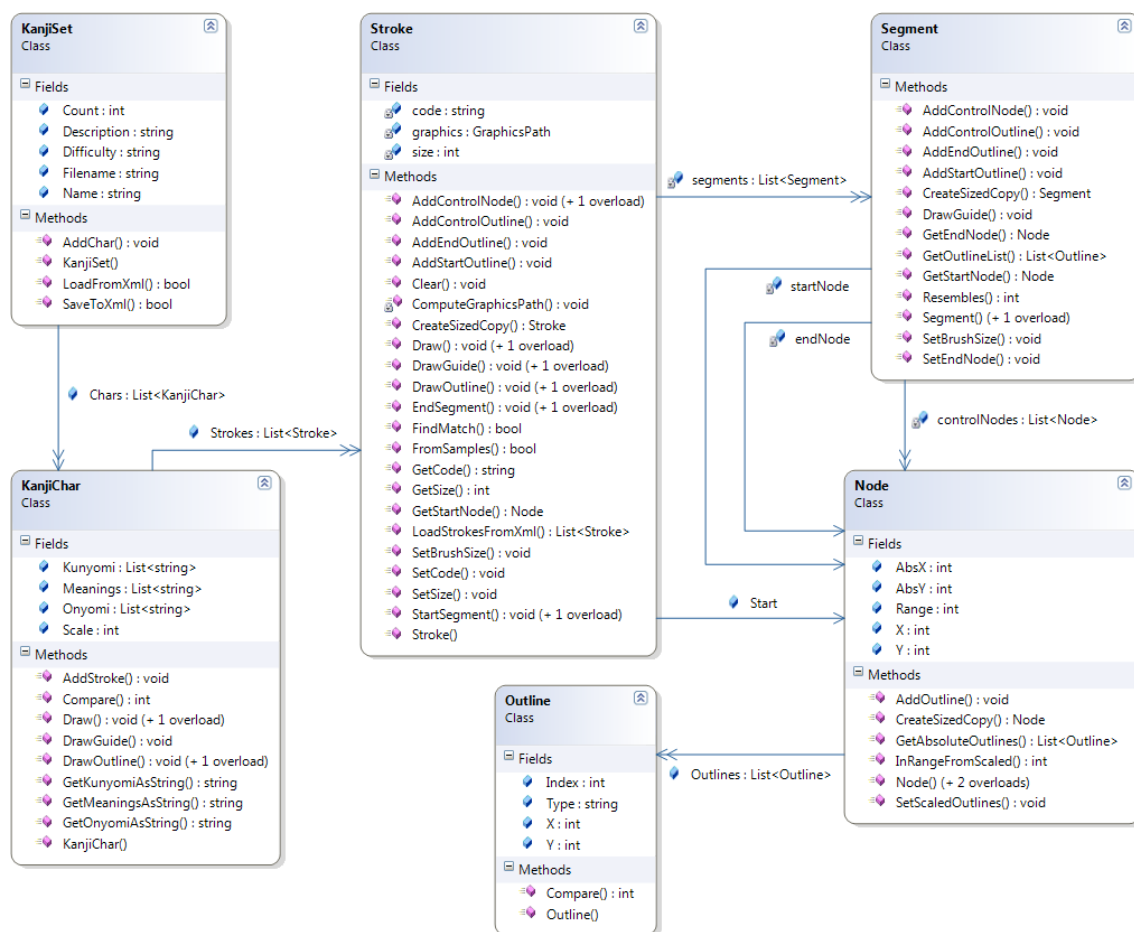 KanjiSet
Class
Fields
Count : int
Description : string
Difficulty : string
Filename : string
Name : string
Methods
AddChar() : void
KanjiSet()
LoadFromXml() : bool
SaveToXml() : bool
Chars : List<KanjiChar>
KanjiChar
Class
Fields
Kunyomi : List<string>
Meanings : List<string>
Onyomi : List<string>
Scale : int
Methods
AddStroke() : void
Compare() : int
Draw() : void (+ 1 overload)
DrawGuide() : void
DrawOutline() : void (+ 1 overload)
GetKunyomiAsString() : string
GetMeaningsAsString() : string
GetOnyomiAsString() : string
KanjiChar()
Strokes : List<Stroke>
Stroke
Class
Fields
code : string
graphics : GraphicsPath
size : int
Methods
AddControlNode() : void (+ 1 overload)
AddControlOutline() : void
AddEndOutline() : void
AddStartOutline() : void
Clear() : void
ComputeGraphicsPath() : void
CreateSizedCopy() : Stroke
Draw() : void (+ 1 overload)
DrawGuide() : void (+ 1 overload)
DrawOutline() : void (+ 1 overload)
EndSegment() : void (+ 1 overload)
FindMatch() : bool
FromSamples() : bool
GetCode() : string
GetSize() : int
GetStartNode() : Node
LoadStrokesFromXml() : List<Stroke>
SetBrushSize() : void
SetCode() : void
SetSize() : void
StartSegment() : void (+ 1 overload)
Stroke()
segments : List<Segment>
Segment
Class
Methods
AddControlNode() : void
AddControlOutline() : void
AddEndOutline() : void
AddStartOutline() : void
CreateSizedCopy() : Segment
DrawGuide() : void
GetEndNode() : Node
GetOutlineList() : List<Outline>
GetStartNode() : Node
Resembles() : int
Segment() (+ 1 overload)
SetBrushSize() : void
SetEndNode() : void
startNode
endNode
controlNodes : List<Node>
Start
Node
Class
Fields
AbsX : int
AbsY : int
Range : int
X : int
Y : int
Methods
AddOutline() : void
CreateSizedCopy() : Node
GetAbsoluteOutlines() : List<Outline>
InRangeFromScaled() : int
Node() (+ 2 overloads)
SetScaledOutlines() : void
Outlines : List<Outline>
Outline
Class
Fields
Index : int
Type : string
X : int
Y : int
Methods
Compare() : int
Outline()